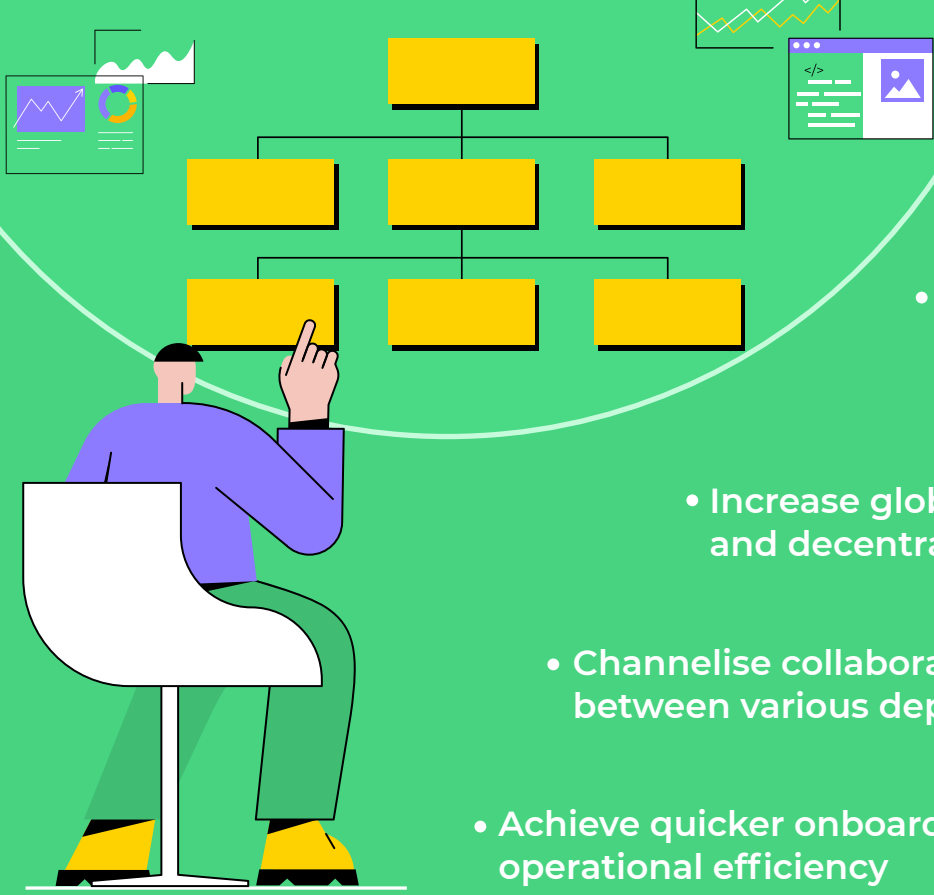 </>
• Increase glob
and decentra
• Channelise collabora
between various dep
• Achieve quicker onboard
operational efficiency